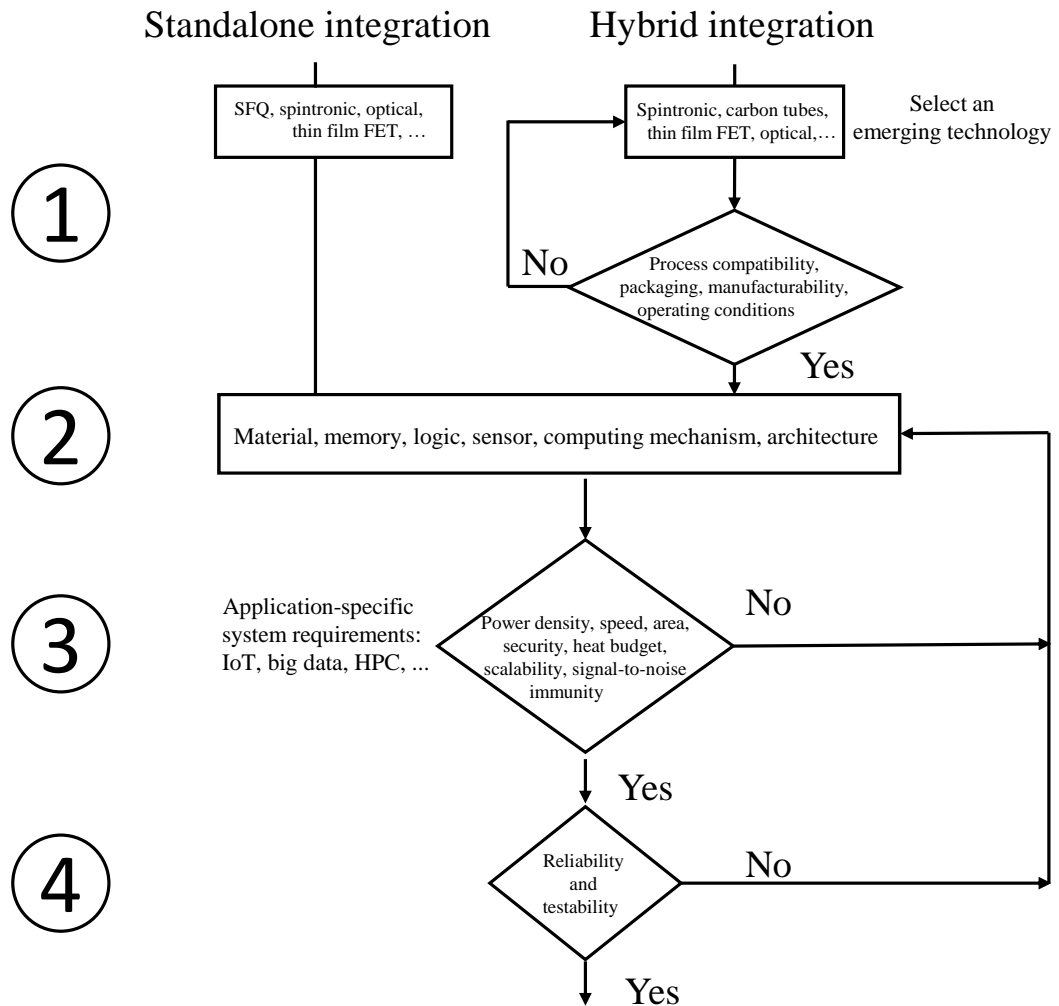 Standalone integration
Hybrid integration
SFQ, spintronic, optical,
thin film FET, …
Spintronic, carbon tubes,
thin film FET, optical,…
Select an
emerging technology
1
No
Process compatibility,
packaging, manufacturability,
operating conditions
Yes
2
Material, memory, logic, sensor, computing mechanism, architecture
3
Application-specific
system requirements:
IoT, big data, HPC, ...
Power density, speed, area,
security, heat budget,
scalability, signal-to-noise
immunity
No
Yes
4
Reliability
and
testability
No
Yes